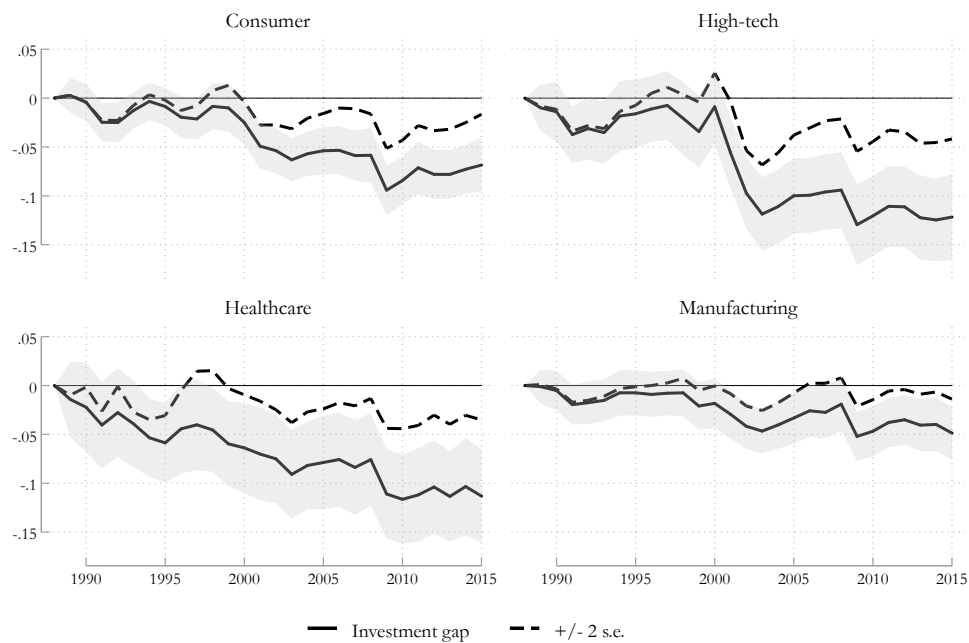 Consumer
High-tech
.05
0
-.05
-.1
-.15
Healthcare
Manufacturing
.05
0
-.05
-.1
-.15
1990 1995 2000 2005 2010 2015 1990 1995 2000 2005 2010 2015
Investment gap +/- 2 s.e.